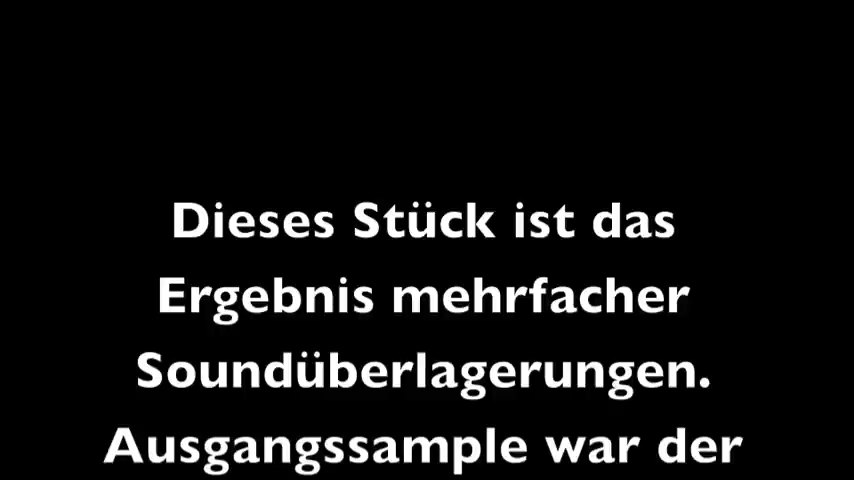 Dieses Stück ist das
Ergebnis mehrfacher
Soundüberlagerungen.
Ausgangssample war der